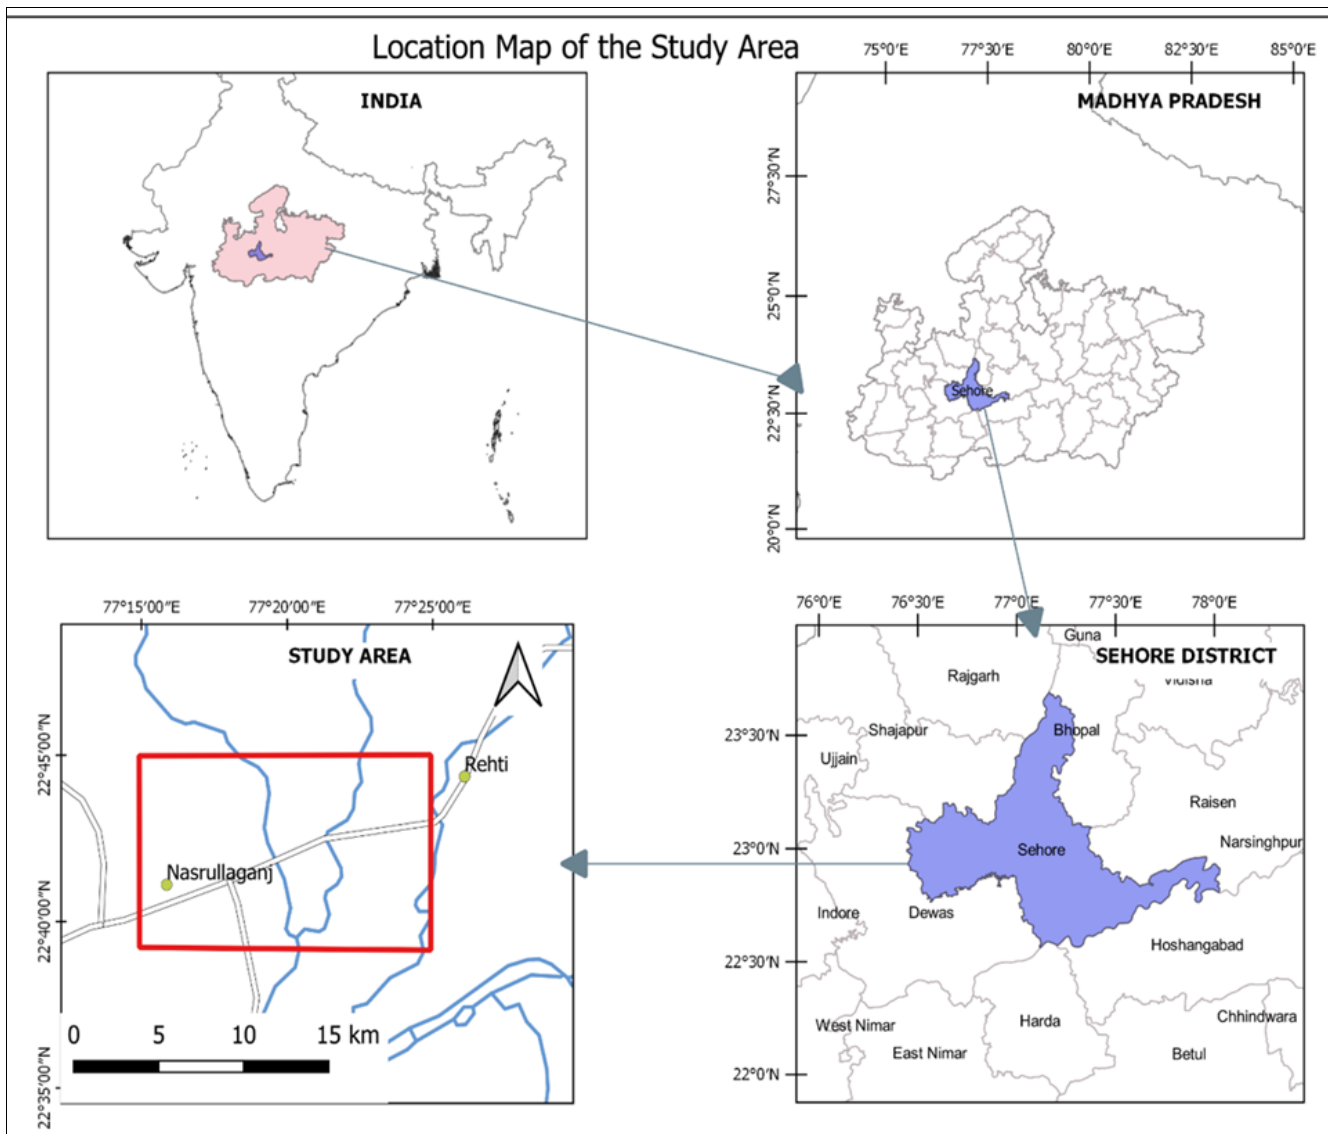 Location Map of the Study Area
INDIA
75°0'E 77°30'E 80°0'E 82°30'E 85°0'E
MADHYA PRADESH
27°30'N
25°0'N
22°30'N
20°0'N
Sehore
77°15'00"E 77°20'00"E 77°25'00"E
STUDY AREA
22°45'00"N
22°40'00"N
22°35'00"N
Rehti
Nasrullaganj
0 5 10 15 km
76°0'E 76°30'E 77°0'E 77°30'E 78°0'E
SEHORE DISTRICT
23°30'N
23°0'N
22°30'N
22°0'N
Guna
Rajgarh
Vidisha
Shajapur
Bhopal
Ujjain
Raisen
Narsinghpur
Sehore
Indore
Dewas
Hoshangabad
West Nimar
Harda
Chhindwara
East Nimar
Betul